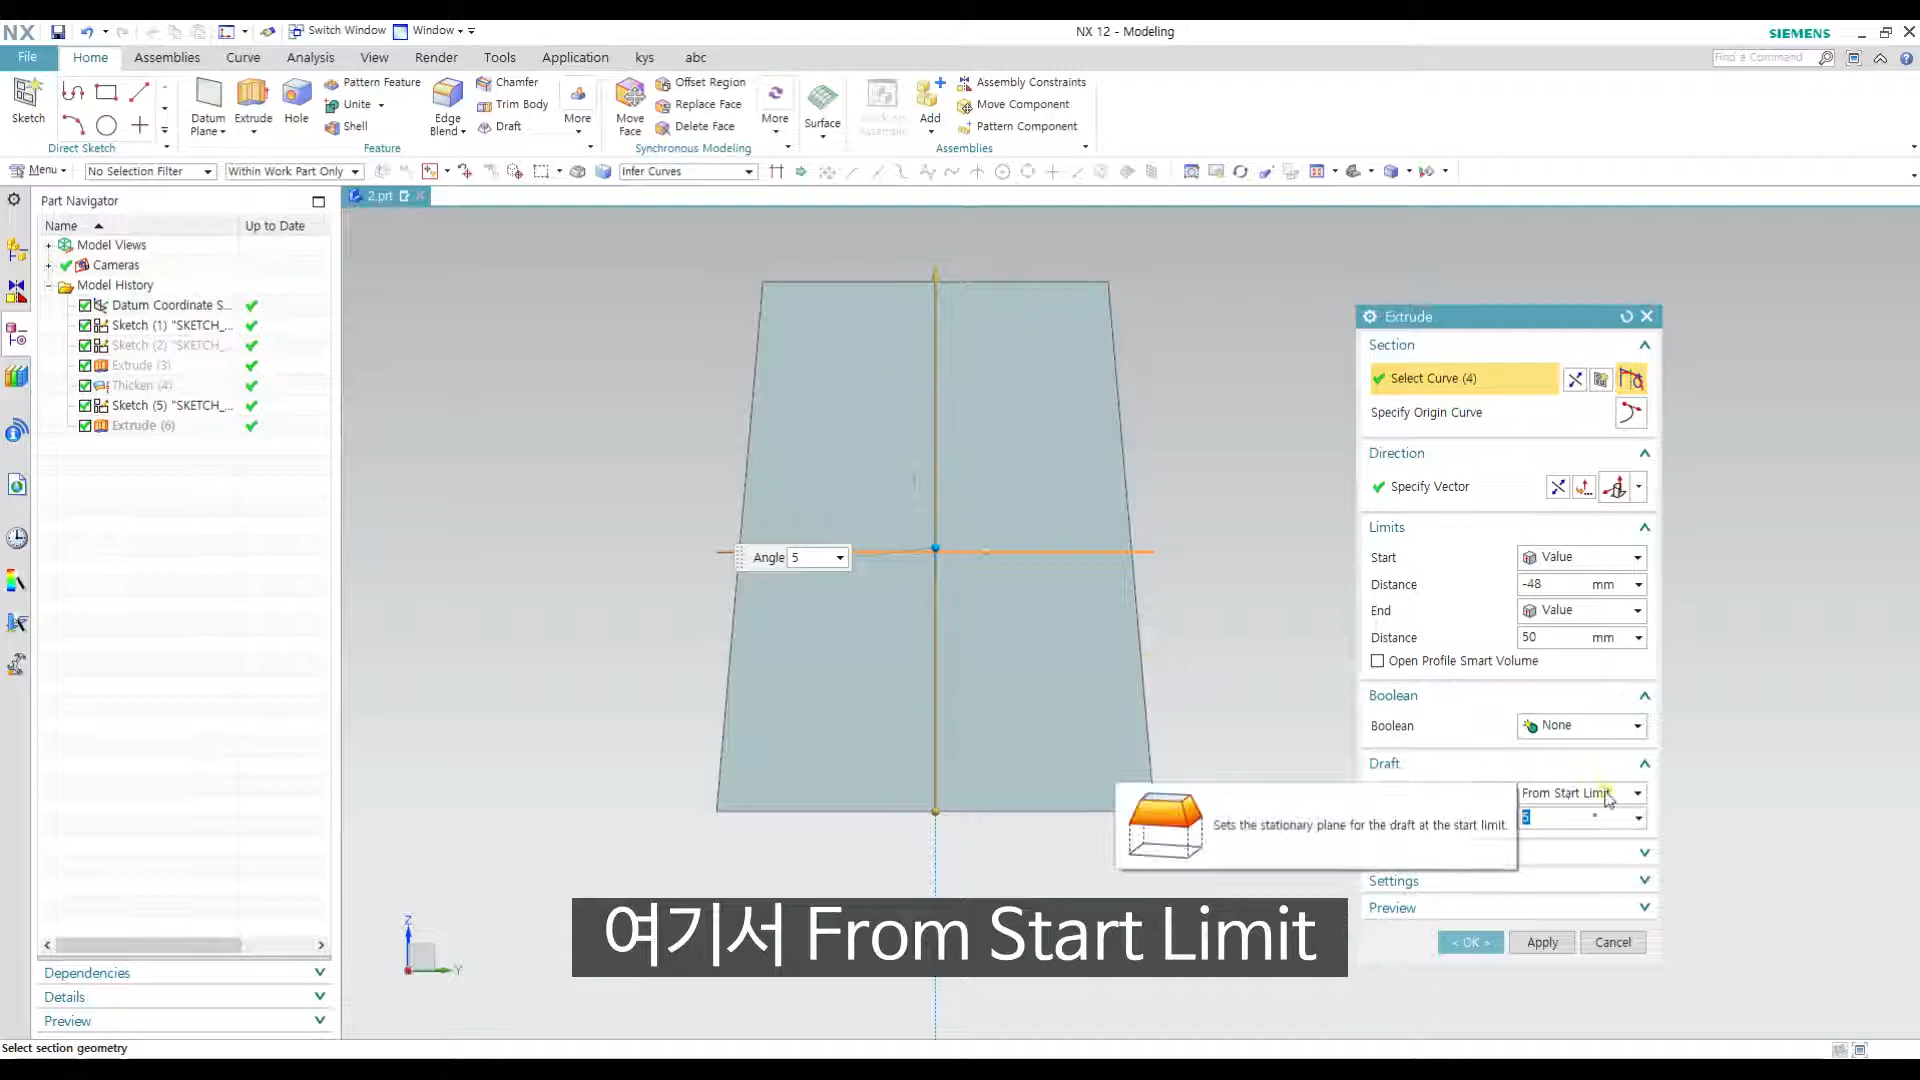 NX
Switch Window
Window
NX 12 - Modeling
SIEMENS
File
Home
Assemblies
Curve
Analysis
View
Render
Tools
Application
kys
abc
Find a Command
Sketch
Direct Sketch
Datum Plane
Extrude
Hole
Pattern Feature
Unite
Shell
Edge Blend
Chamfer
Trim Body
Draft
More
Feature
Move Face
Offset Region
Replace Face
Delete Face
More
Synchronous Modeling
Surface
Add
Assembly Constraints
Move Component
Pattern Component
Assemblies
Menu
No Selection Filter
Within Work Part Only
Infer Curves
Part Navigator
2.prt
Name
Up to Date
Model Views
Cameras
Model History
Datum Coordinate S...
Sketch (1) "SKETCH_...
Sketch (2) "SKETCH_...
Extrude (3)
Thicken (4)
Sketch (5) "SKETCH_...
Extrude (6)
Dependencies
Details
Preview
Angle 5
Z
Y
Extrude
Section
Select Curve (4)
Specify Origin Curve
Direction
Specify Vector
Limits
Start Value
Distance -48 mm
End Value
Distance 50 mm
Open Profile Smart Volume
Boolean
Boolean None
Draft
From Start Limit
5 °
Sets the stationary plane for the draft at the start limit.
Settings
Preview
< OK > Apply Cancel
여기서 From Start Limit
Select section geometry